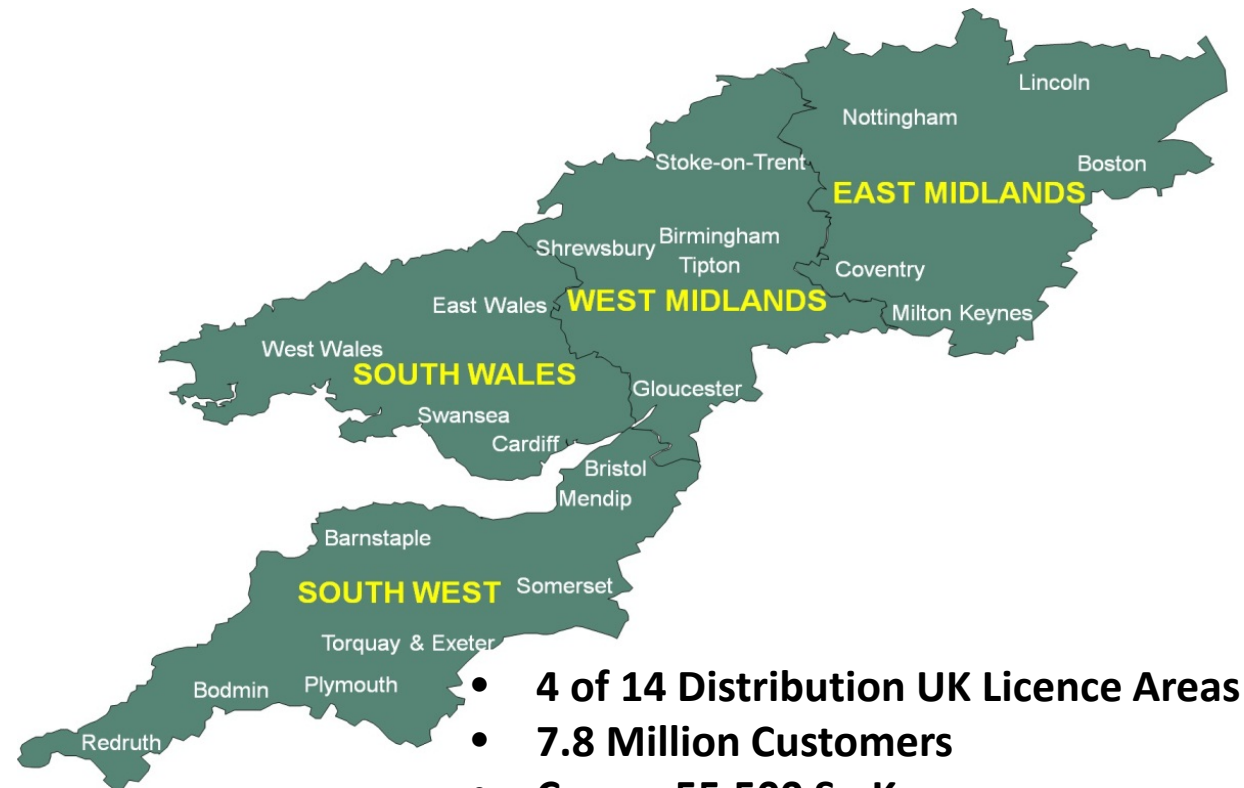 Lincoln
Nottingham
Stoke-on-Trent
Boston
EAST MIDLANDS
Birmingham
Shrewsbury
Tipton
Coventry
East Wales
WEST MIDLANDS
Milton Keynes
West Wales
SOUTH WALES
Gloucester
Swansea
Cardiff
Bristol
Mendip
Barnstaple
SOUTH WEST
Somerset
Torquay & Exeter
Bodmin
Plymouth
Redruth
• 4 of 14 Distribution UK Licence Areas
• 7.8 Million Customers